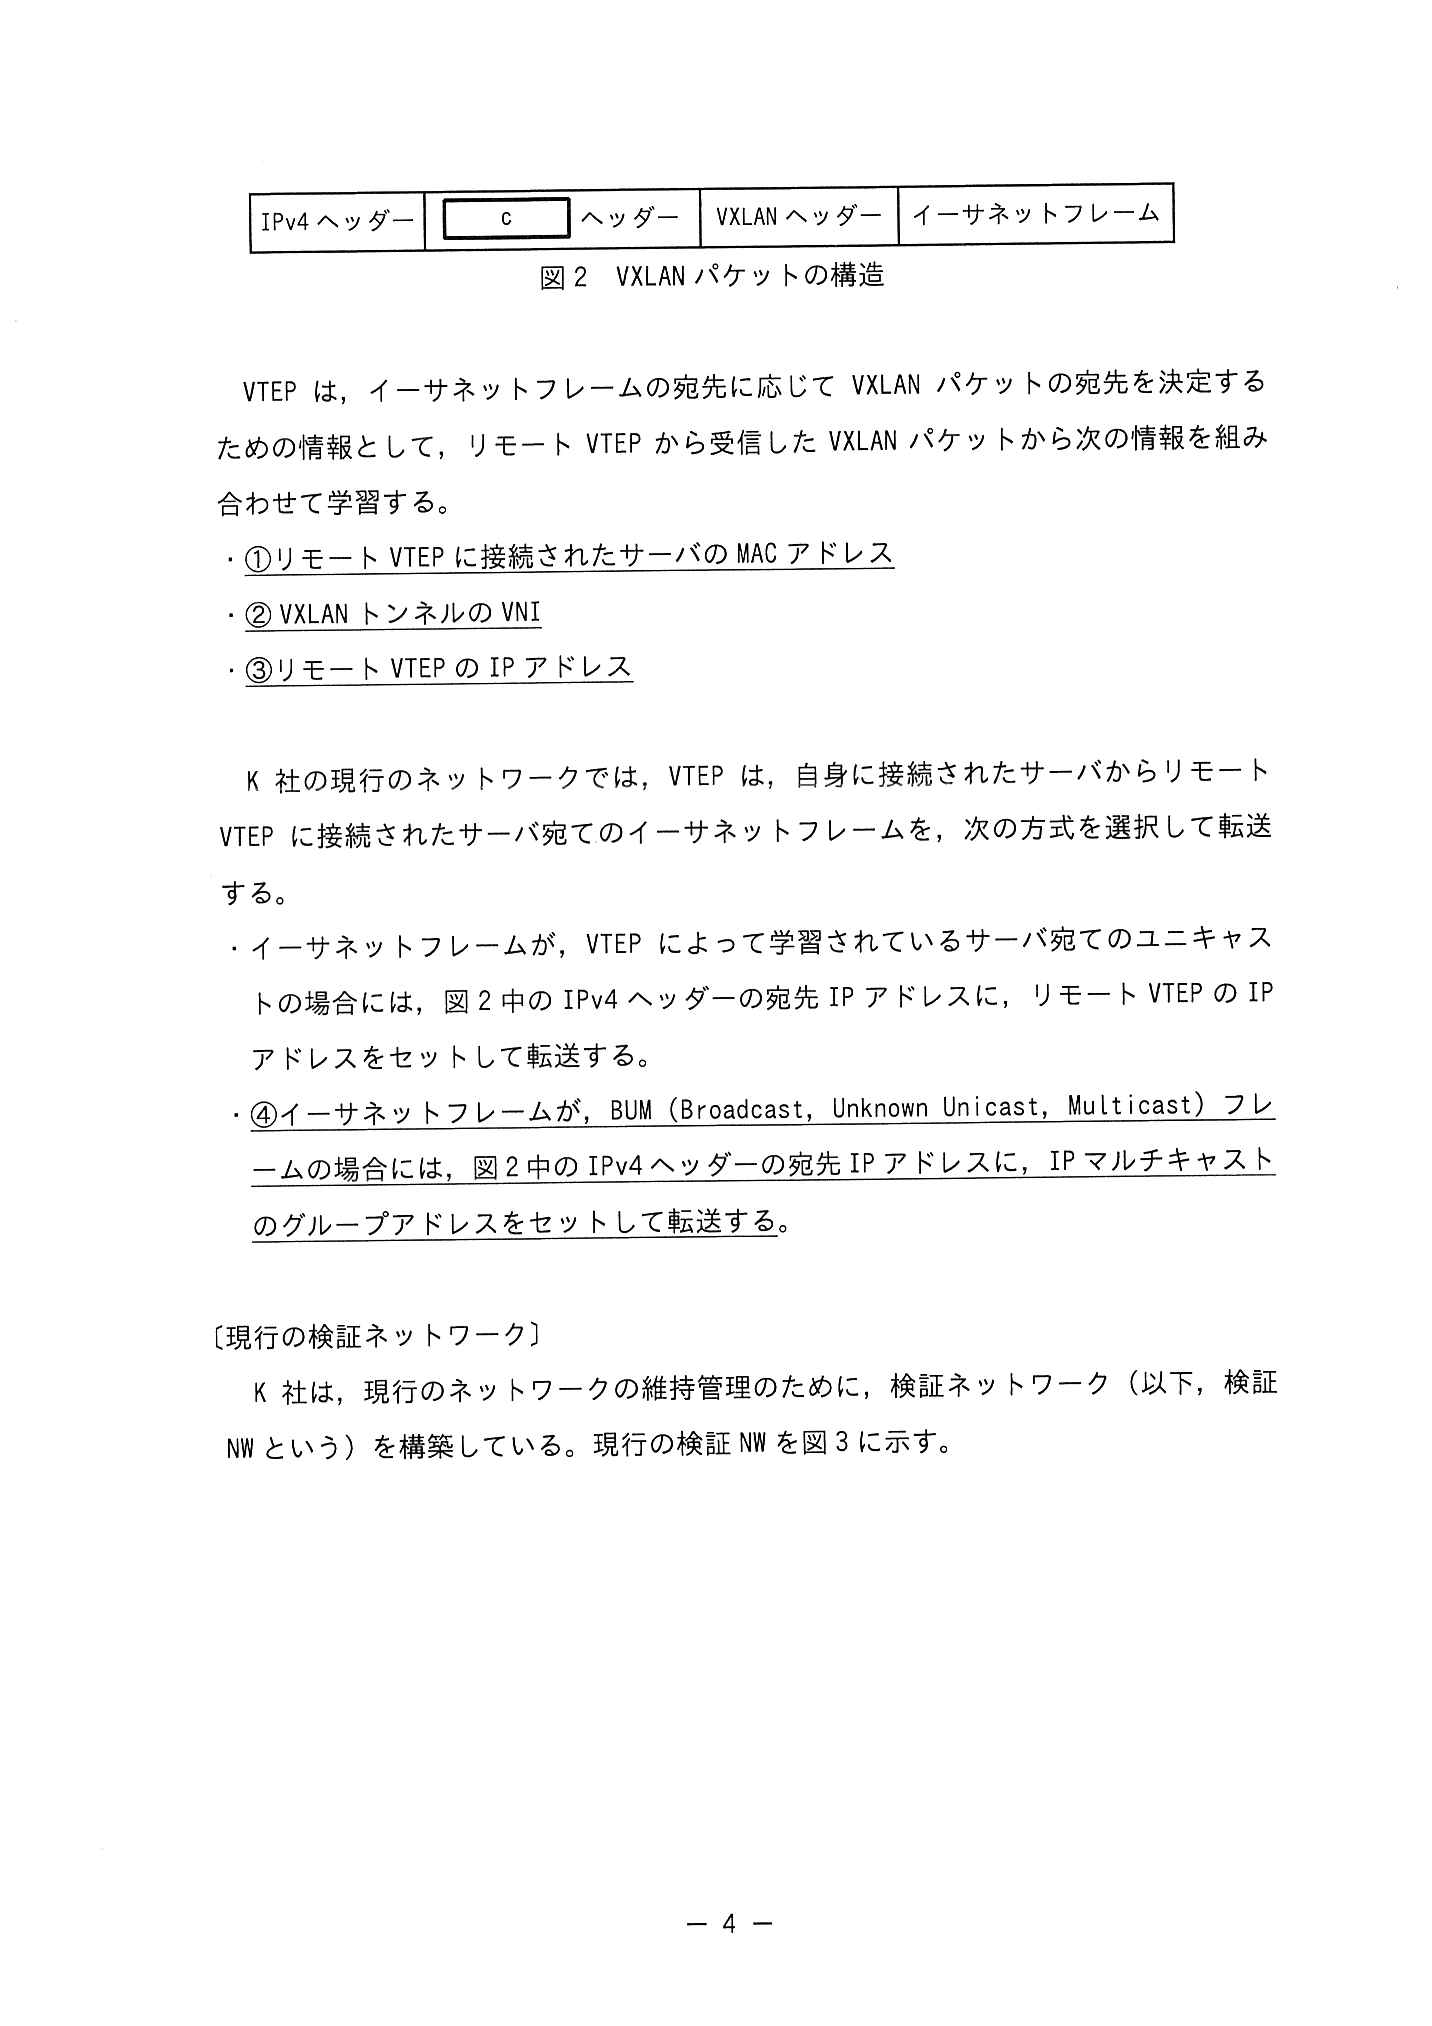 IPv4 ヘッダー c ヘッダー VXLAN ヘッダー イーサネットフレーム
図2 VXLAN パケットの構造
VTEP は，イーサネットフレームの宛先に応じて VXLAN パケットの宛先を決定する
ための情報として，リモート VTEP から受信した VXLAN パケットから次の情報を組み
合わせて学習する。
・①リモート VTEP に接続されたサーバの MAC アドレス
・② VXLAN トンネルの VNI
・③リモート VTEP の IP アドレス
K 社の現行のネットワークでは，VTEP は，自身に接続されたサーバからリモート
VTEP に接続されたサーバ宛てのイーサネットフレームを，次の方式を選択して転送
する。
・イーサネットフレームが，VTEP によって学習されているサーバ宛てのユニキャス
トの場合には，図2中の IPv4 ヘッダーの宛先 IP アドレスに，リモート VTEP の IP
アドレスをセットして転送する。
・④イーサネットフレームが，BUM（Broadcast，Unknown Unicast，Multicast）フレ
ームの場合には，図2中の IPv4 ヘッダーの宛先 IP アドレスに，IP マルチキャスト
のグループアドレスをセットして転送する。
〔現行の検証ネットワーク〕
K 社は，現行のネットワークの維持管理のために，検証ネットワーク（以下，検証
NW という）を構築している。現行の検証 NW を図3に示す。
－ 4 －